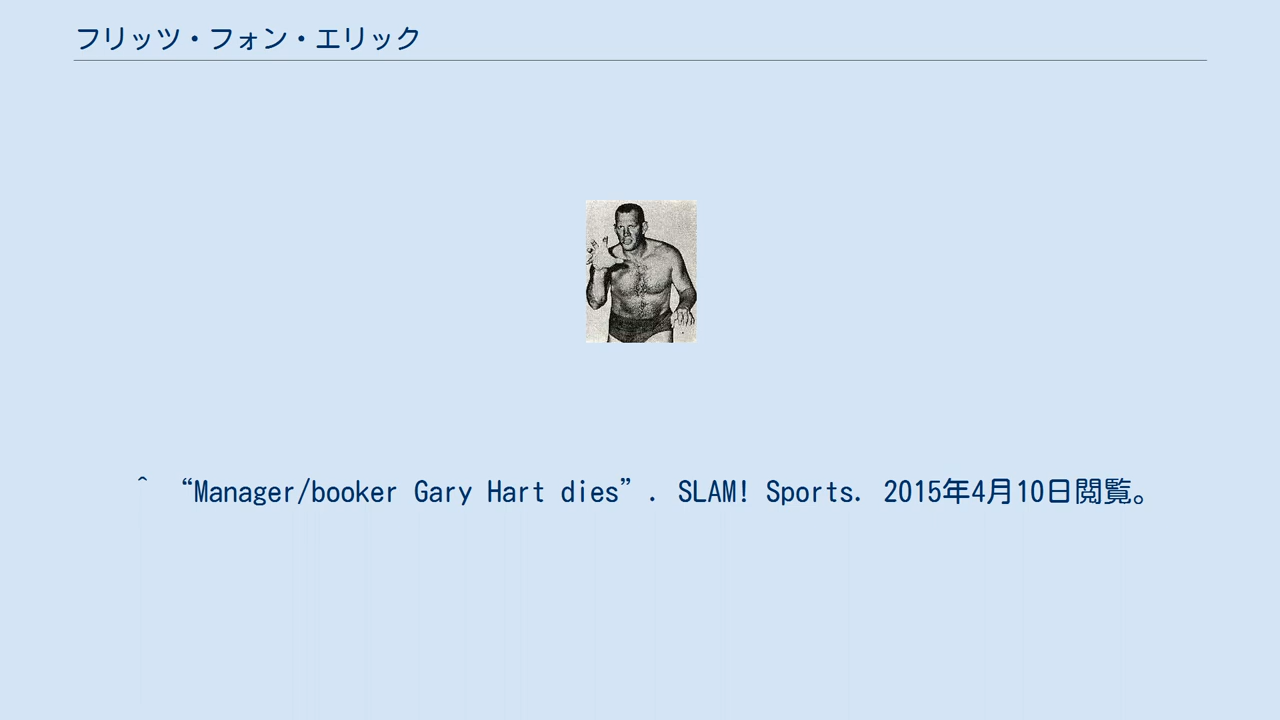 フリッツ・フォン・エリック
^ “Manager/booker Gary Hart dies”. SLAM! Sports. 2015年4月10日閲覧。